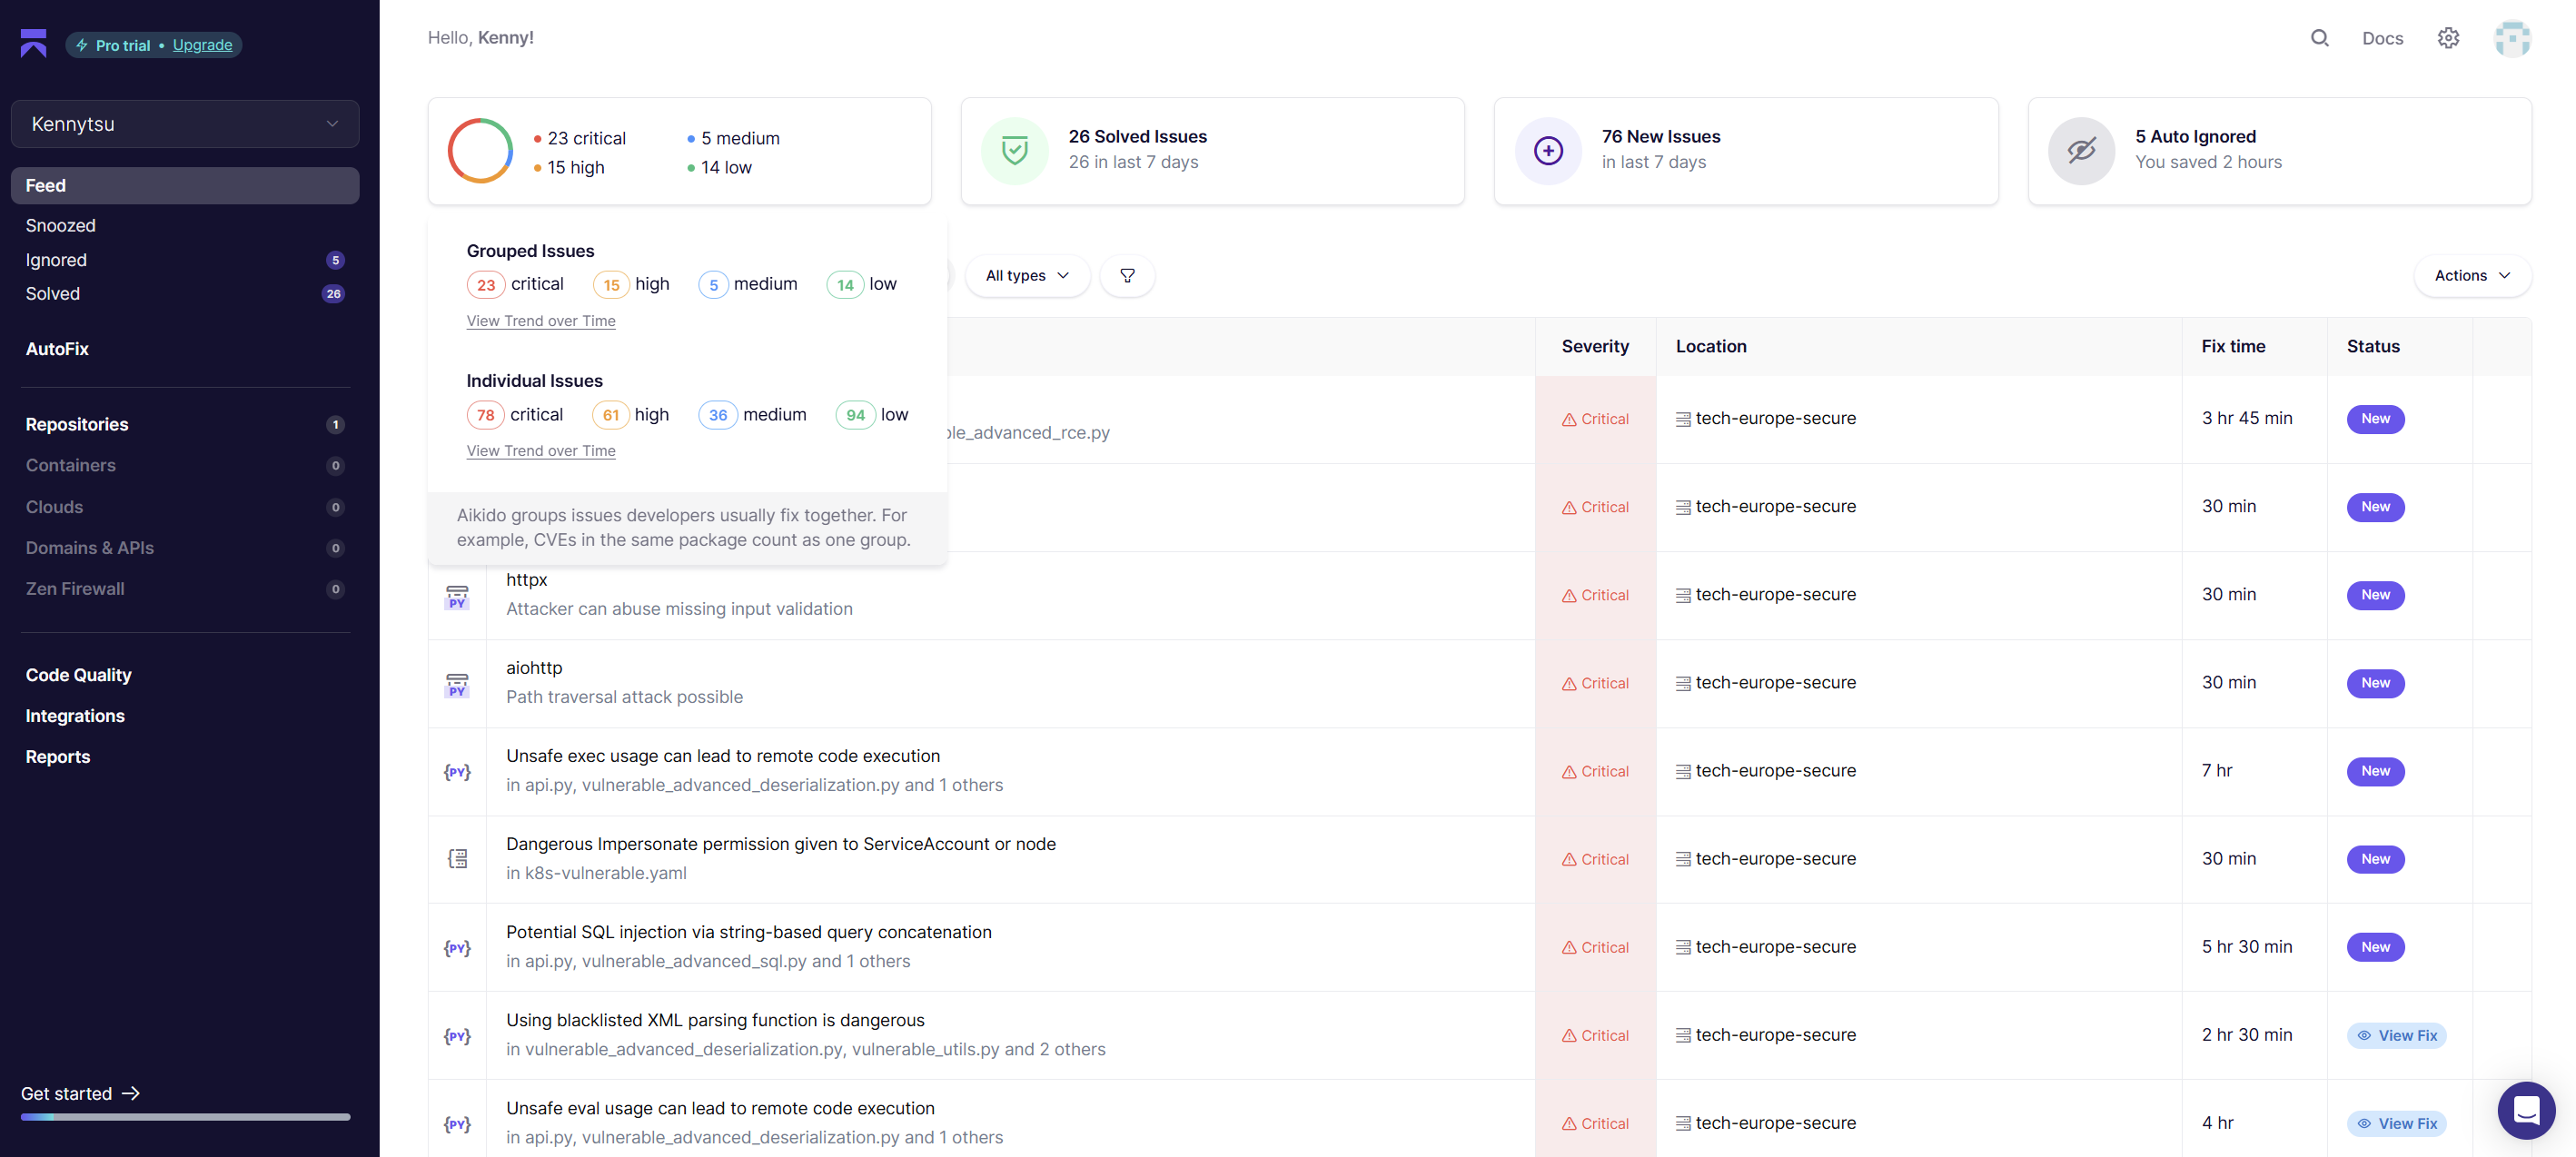 Pro trial • Upgrade
Hello, Kenny!
Docs
Kennytsu
Feed
Snoozed
Ignored 5
Solved 26
AutoFix
Repositories 1
Containers 0
Clouds 0
Domains & APIs 0
Zen Firewall 0
Code Quality
Integrations
Reports
Get started
23 critical
5 medium
15 high
14 low
26 Solved Issues
26 in last 7 days
76 New Issues
in last 7 days
5 Auto Ignored
You saved 2 hours
Grouped Issues
23 critical 15 high 5 medium 14 low
View Trend over Time
Individual Issues
78 critical 61 high 36 medium 94 low
View Trend over Time
Aikido groups issues developers usually fix together. For
example, CVEs in the same package count as one group.
All types
Actions
Severity Location Fix time Status
ble_advanced_rce.py
Critical tech-europe-secure 3 hr 45 min New
Critical tech-europe-secure 30 min New
PY
httpx
Attacker can abuse missing input validation
Critical tech-europe-secure 30 min New
PY
aiohttp
Path traversal attack possible
Critical tech-europe-secure 30 min New
{PY}
Unsafe exec usage can lead to remote code execution
in api.py, vulnerable_advanced_deserialization.py and 1 others
Critical tech-europe-secure 7 hr New
Dangerous Impersonate permission given to ServiceAccount or node
in k8s-vulnerable.yaml
Critical tech-europe-secure 30 min New
{PY}
Potential SQL injection via string-based query concatenation
in api.py, vulnerable_advanced_sql.py and 1 others
Critical tech-europe-secure 5 hr 30 min New
{PY}
Using blacklisted XML parsing function is dangerous
in vulnerable_advanced_deserialization.py, vulnerable_utils.py and 2 others
Critical tech-europe-secure 2 hr 30 min View Fix
{PY}
Unsafe eval usage can lead to remote code execution
in api.py, vulnerable_advanced_deserialization.py and 1 others
Critical tech-europe-secure 4 hr View Fix